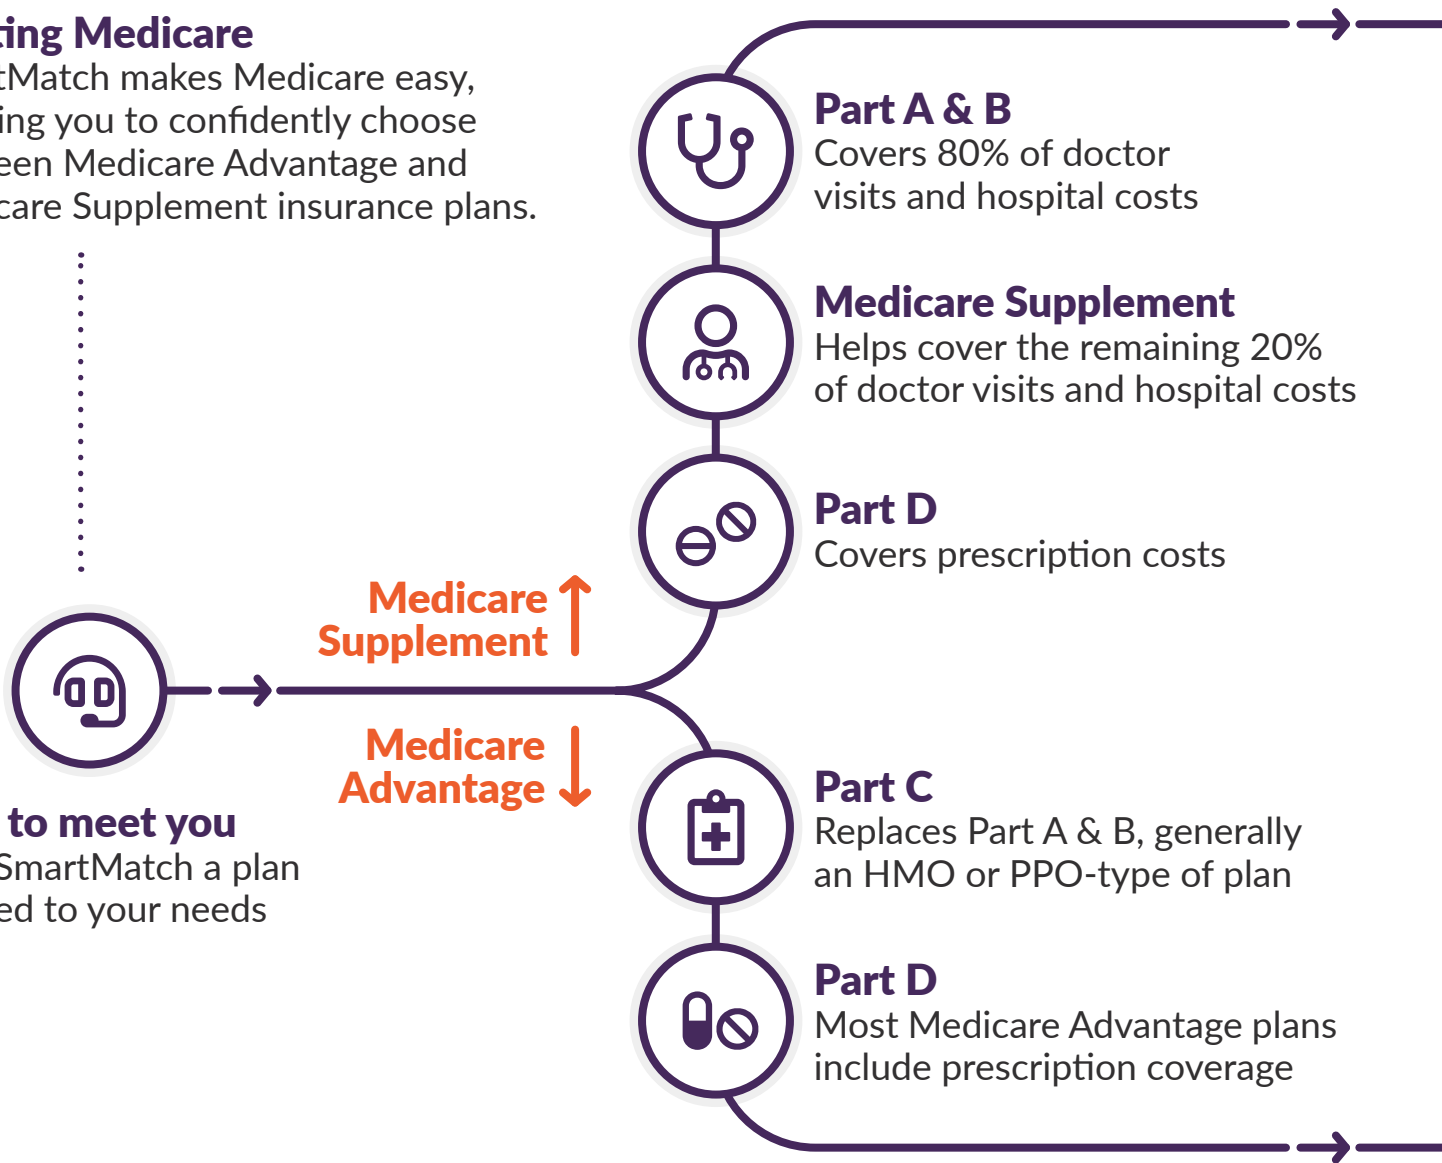 ting Medicare
tMatch makes Medicare easy,
ing you to confidently choose
een Medicare Advantage and
care Supplement insurance plans.
Part A & B
Covers 80% of doctor
visits and hospital costs
Medicare Supplement
Helps cover the remaining 20%
of doctor visits and hospital costs
Part D
Covers prescription costs
Medicare
Supplement
Medicare
Advantage
to meet you
SmartMatch a plan
ed to your needs
Part C
Replaces Part A & B, generally
an HMO or PPO-type of plan
Part D
Most Medicare Advantage plans
include prescription coverage